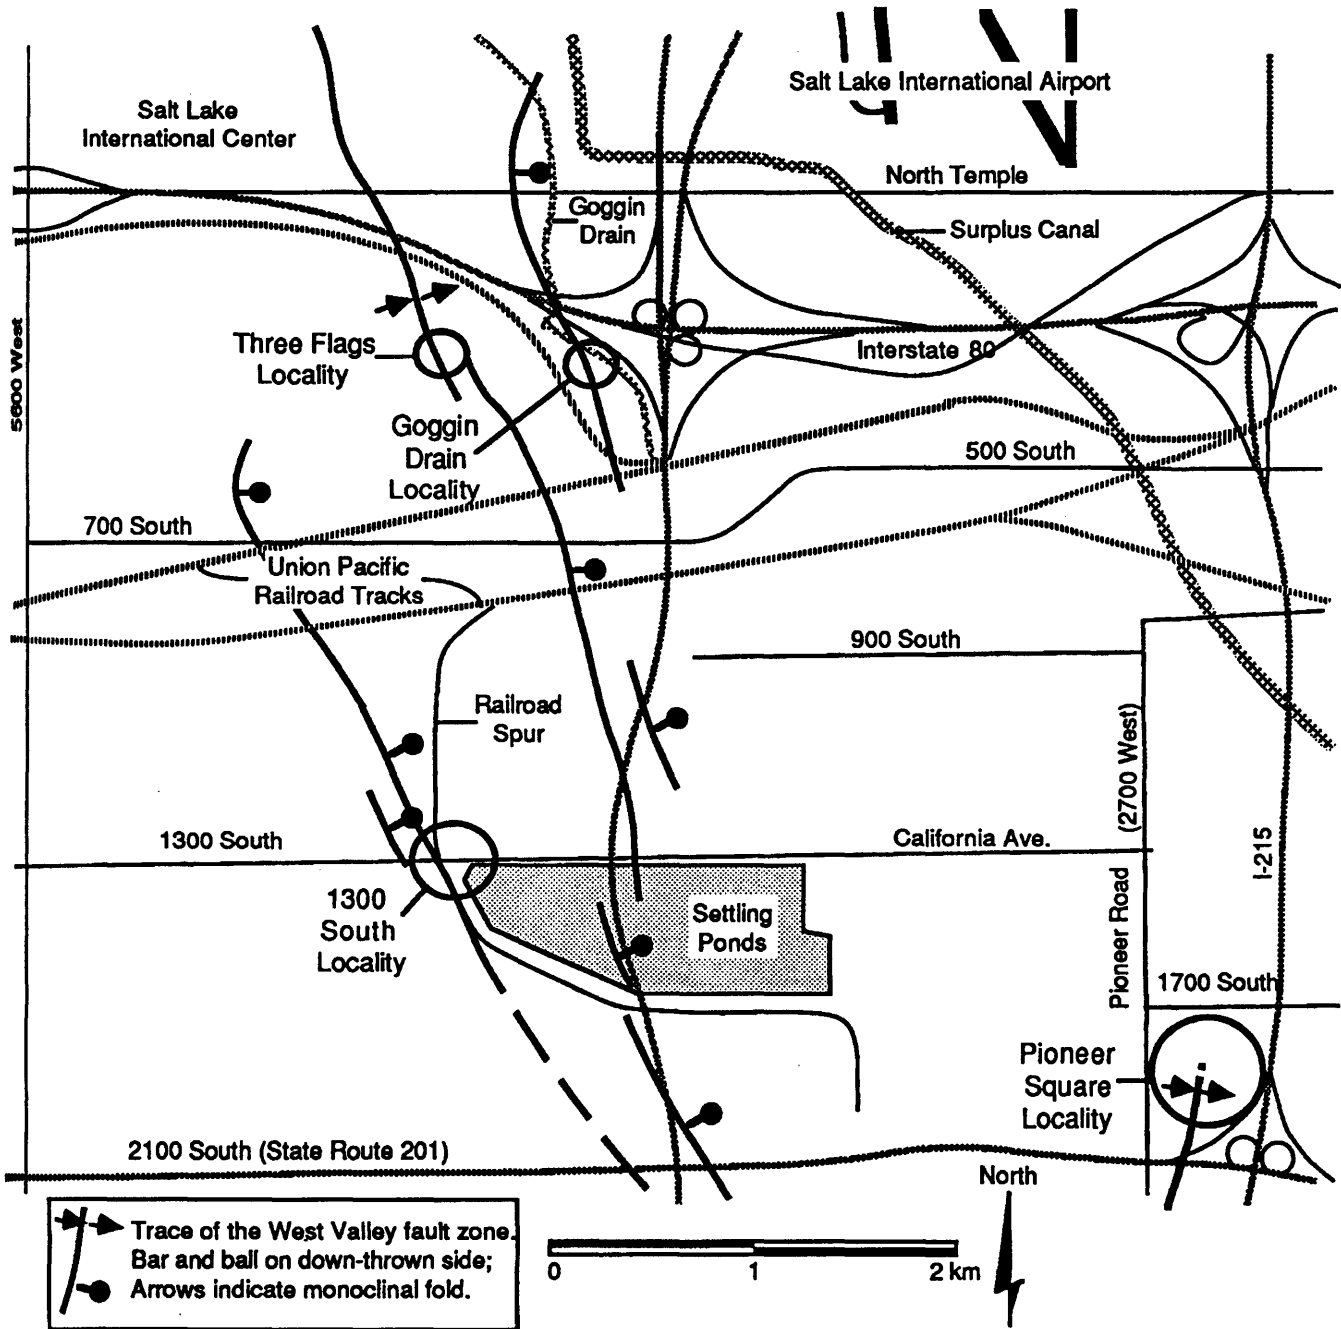 Salt Lake International Airport
Salt Lake
International Center
North Temple
Goggin
Drain
Surplus Canal
5600 West
Three Flags
Locality
Interstate 80
Goggin
Drain
Locality
500 South
700 South
Union Pacific
Railroad Tracks
900 South
Railroad
Spur
(2700 West)
Pioneer Road
1300 South
California Ave.
I-215
1300
South
Locality
Settling
Ponds
1700 South
Pioneer
Square
Locality
2100 South (State Route 201)
North
Trace of the West Valley fault zone.
Bar and ball on down-thrown side;
Arrows indicate monoclinal fold.
0 1 2 km